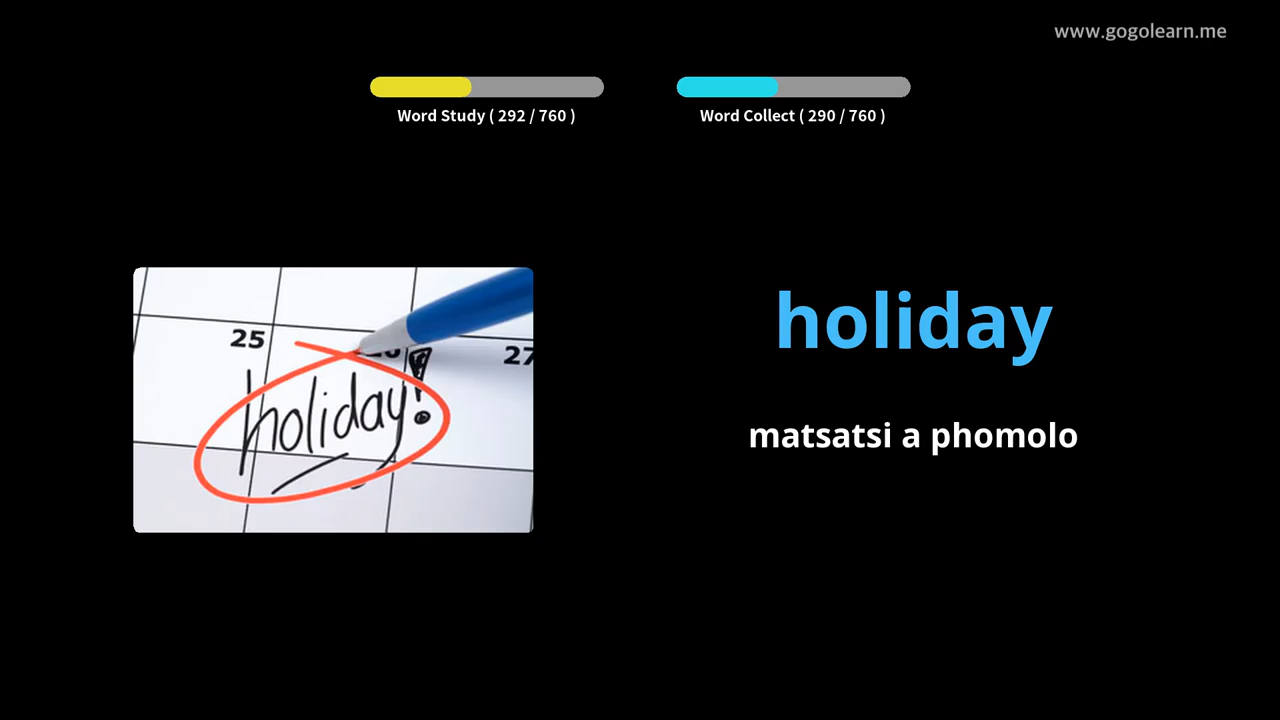 www.gogolearn.me
Word Study ( 292 / 760 )
Word Collect ( 290 / 760 )
25
27
holiday!
holiday
matsatsi a phomolo